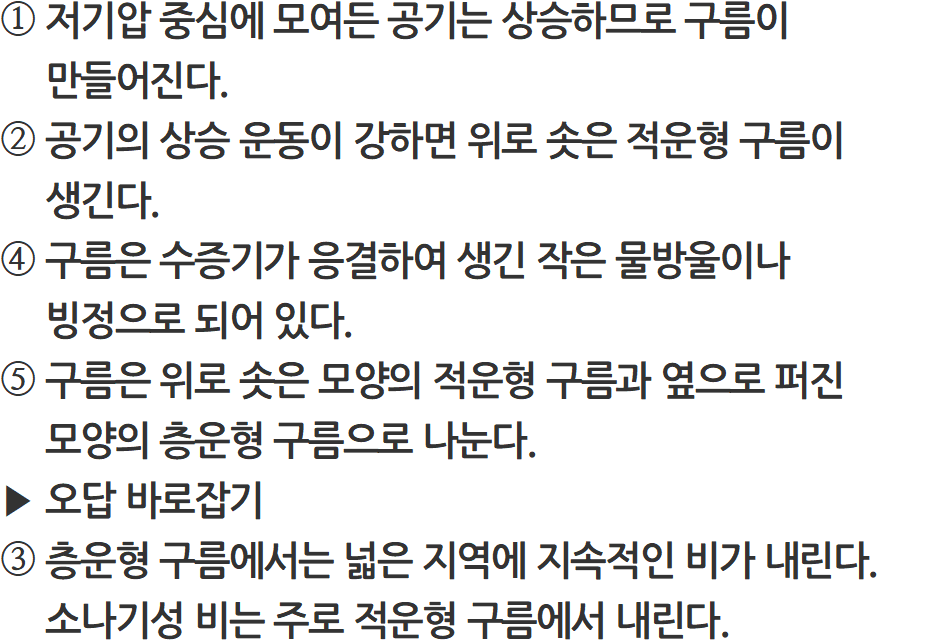 ① 저기압 중심에 모여든 공기는 상승하므로 구름이
만들어진다.
② 공기의 상승 운동이 강하면 위로 솟은 적운형 구름이
생긴다.
④ 구름은 수증기가 응결하여 생긴 작은 물방울이나
빙정으로 되어 있다.
⑤ 구름은 위로 솟은 모양의 적운형 구름과 옆으로 퍼진
모양의 층운형 구름으로 나눈다.
▶ 오답 바로잡기
③ 층운형 구름에서는 넓은 지역에 지속적인 비가 내린다.
소나기성 비는 주로 적운형 구름에서 내린다.